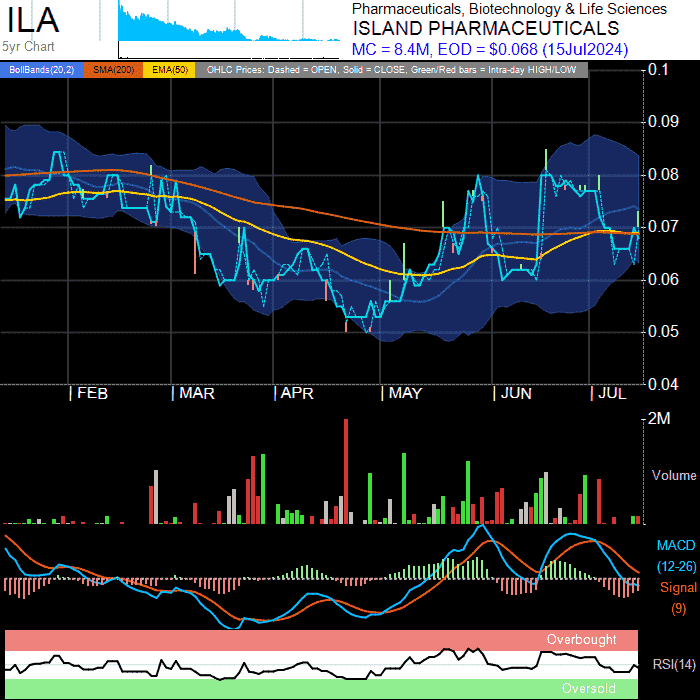 ILA
5yr Chart
Pharmaceuticals, Biotechnology & Life Sciences
ISLAND PHARMACEUTICALS
MC = 8.4M, EOD = $0.068 (15Jul2024)
BollBands(20,2) SMA(200) EMA(50) OHLC Prices: Dashed = OPEN, Solid = CLOSE, Green/Red bars = Intra-day HIGH/LOW
0.1
0.09
0.08
0.07
0.06
0.05
0.04
FEB MAR APR MAY JUN JUL
2M
Volume
MACD
(12-26)
Signal
(9)
Overbought
RSI(14)
Oversold